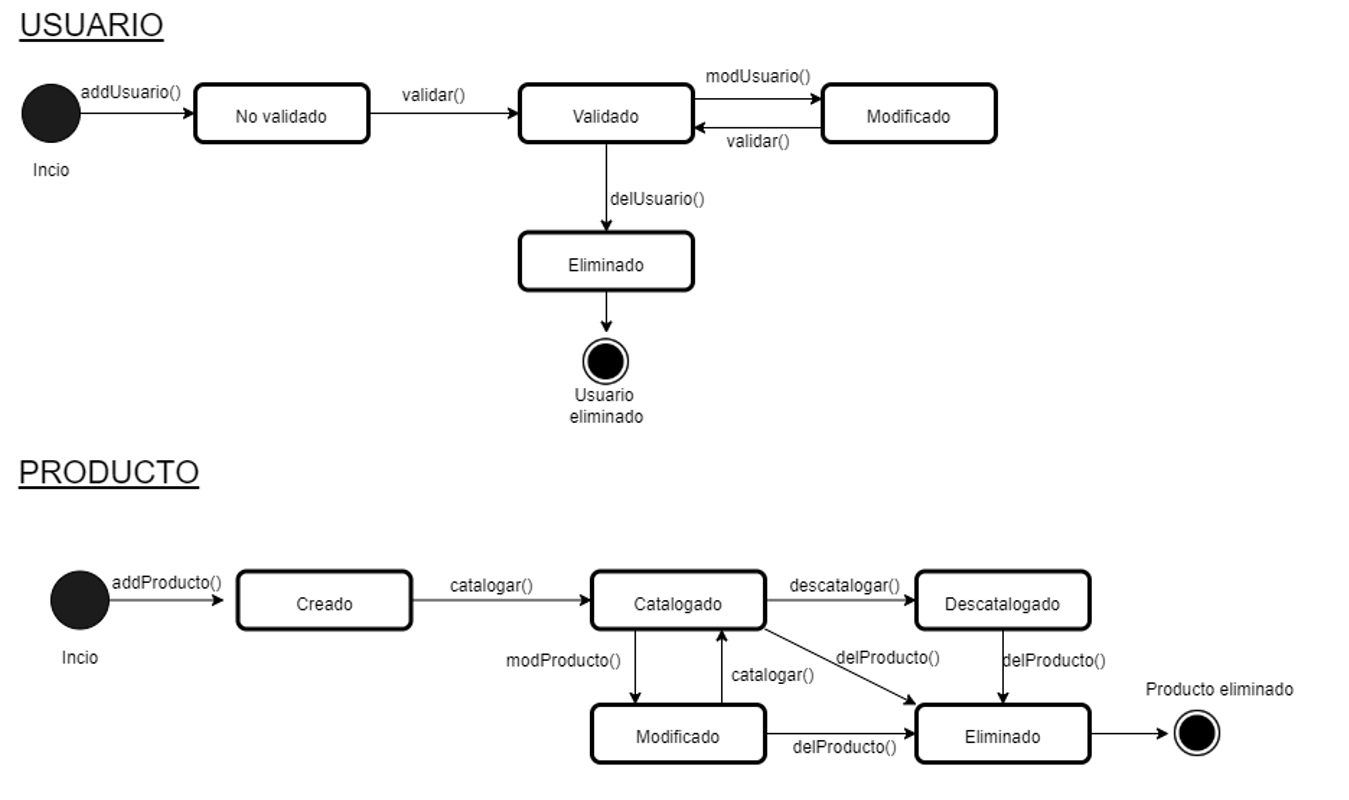 USUARIO
addUsuario()
No validado
validar()
Validado
modUsuario()
Modificado
validar()
Incio
delUsuario()
Eliminado
Usuario
eliminado
PRODUCTO
addProducto()
Creado
catalogar()
Catalogado
descatalogar()
Descatalogado
Incio
modProducto()
catalogar()
delProducto()
delProducto()
Modificado
delProducto()
Eliminado
Producto eliminado